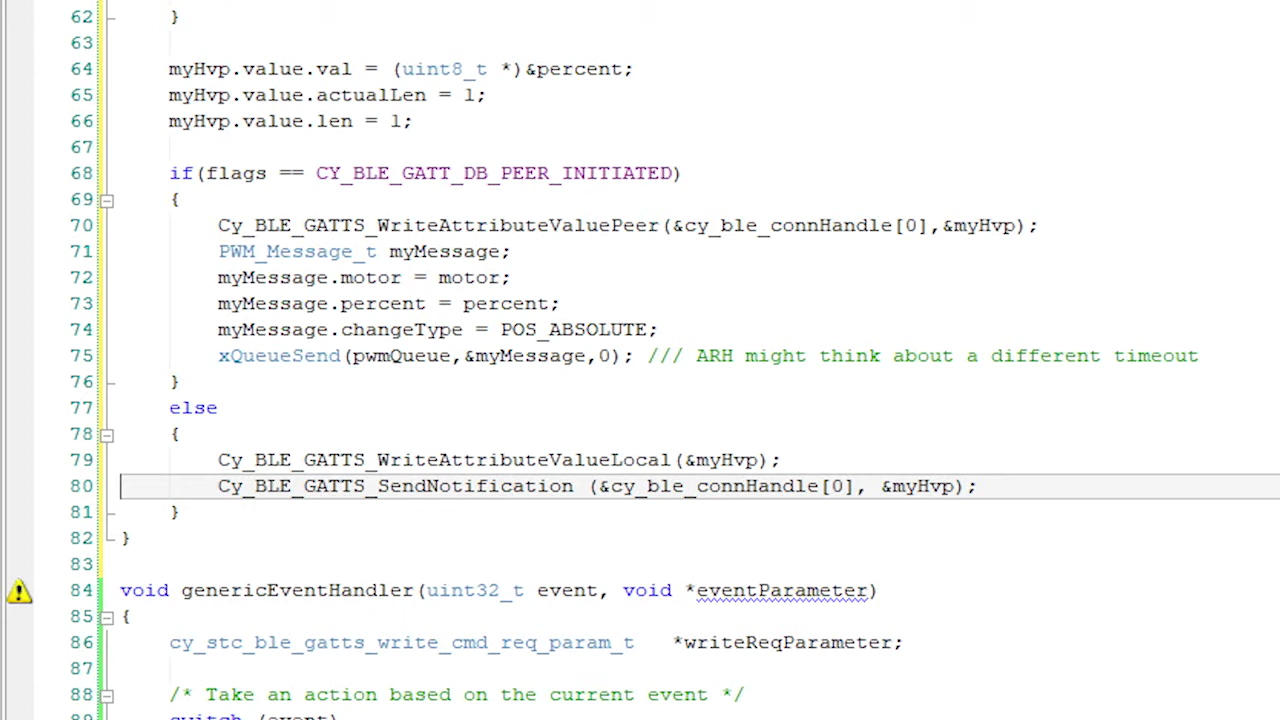 62 }
63
64 myHvp.value.val = (uint8_t *)&percent;
65 myHvp.value.actualLen = 1;
66 myHvp.value.len = 1;
67
68 if(flags == CY_BLE_GATT_DB_PEER_INITIATED)
69 {
70 Cy_BLE_GATTS_WriteAttributeValuePeer(&cy_ble_connHandle[0],&myHvp);
71 PWM_Message_t myMessage;
72 myMessage.motor = motor;
73 myMessage.percent = percent;
74 myMessage.changeType = POS_ABSOLUTE;
75 xQueueSend(pwmQueue,&myMessage,0); /// ARH might think about a different timeout
76 }
77 else
78 {
79 Cy_BLE_GATTS_WriteAttributeValueLocal(&myHvp);
80 Cy_BLE_GATTS_SendNotification (&cy_ble_connHandle[0], &myHvp);
81 }
82 }
83
84 void genericEventHandler(uint32_t event, void *eventParameter)
85 {
86 cy_stc_ble_gatts_write_cmd_req_param_t *writeReqParameter;
87
88 /* Take an action based on the current event */
89 switch (event)